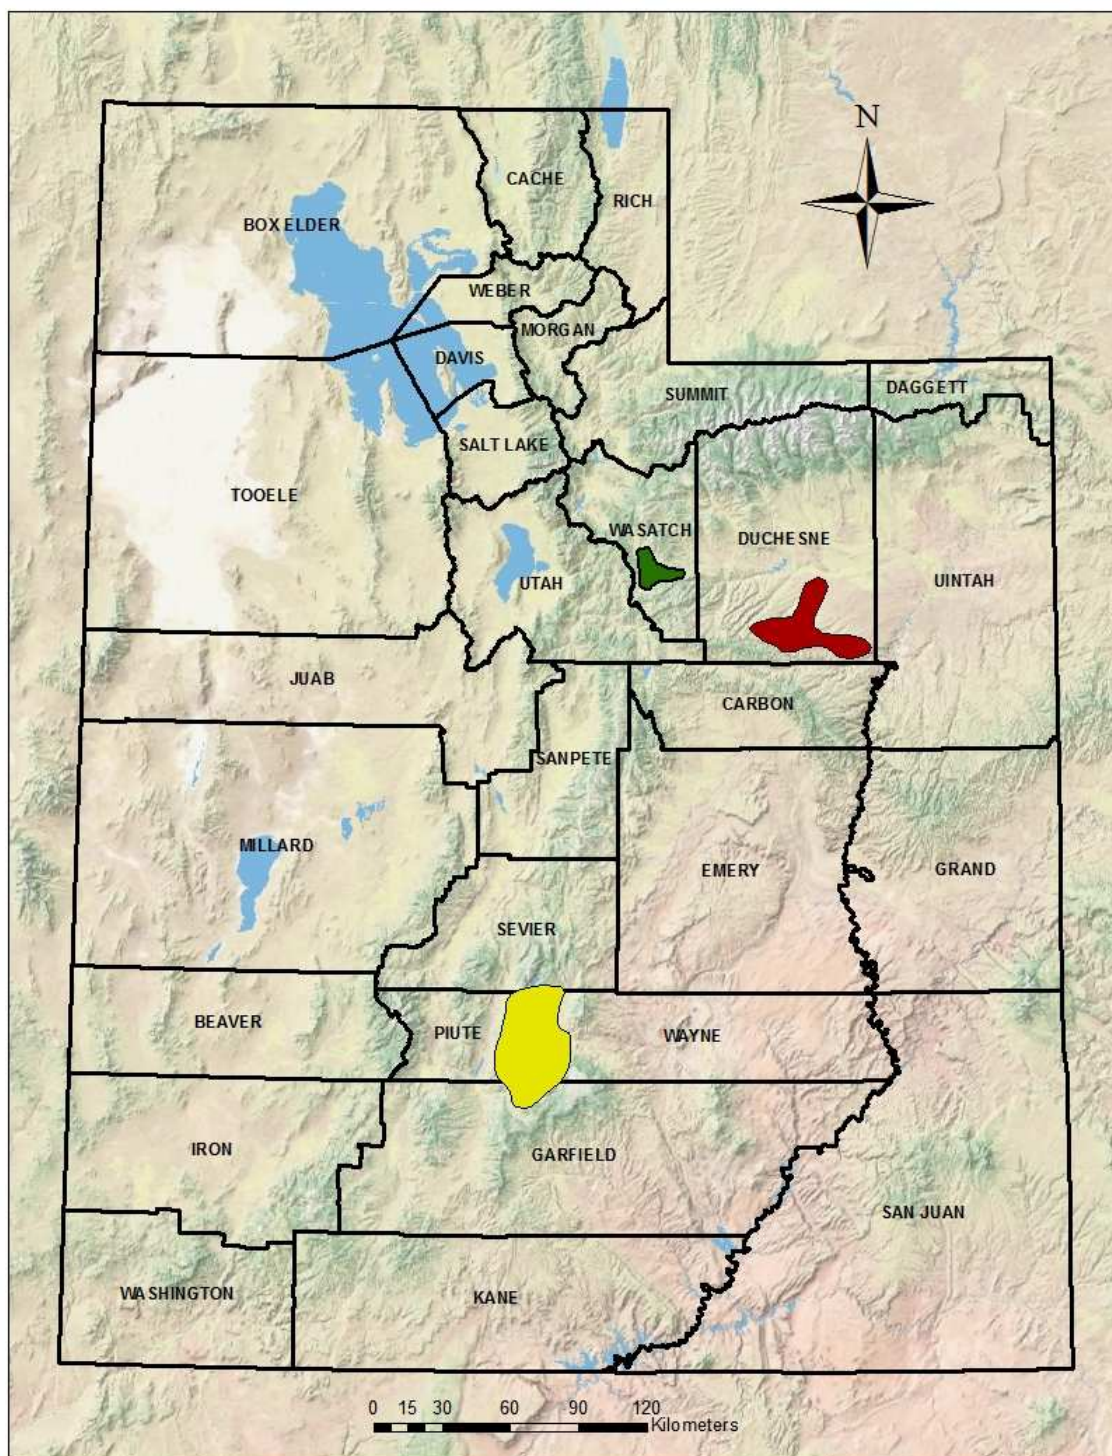 N
CACHE
RICH
BOX ELDER
WEBER
MORGAN
DAVIS
DAGGETT
SUMMIT
SALT LAKE
TOOELE
WASATCH
DUCHESNE
UTAH
UINTAH
JUAB
CARBON
SANPETE
MILLARD
EMERY
GRAND
SEVIER
BEAVER
PIUTE
WAYNE
IRON
GARFIELD
SAN JUAN
WASHINGTON
KANE
0 15 30 60 90 120
Kilometers